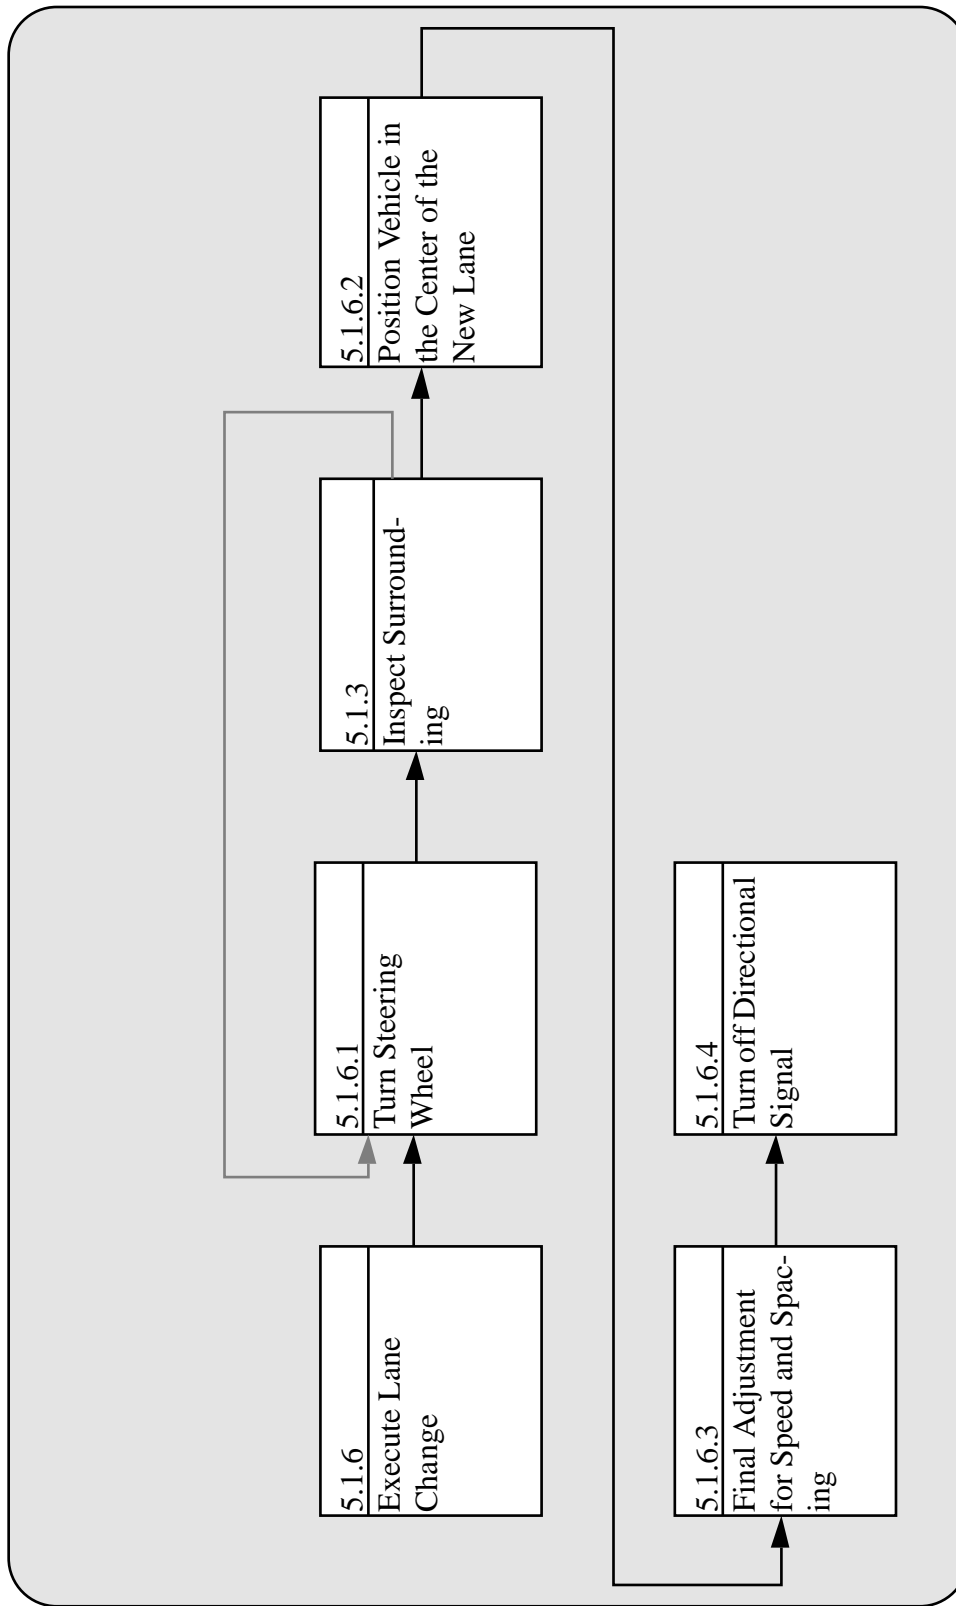 5.1.6
Execute Lane
Change
5.1.6.1
Turn Steering
Wheel
5.1.3
Inspect Surround-
ing
5.1.6.2
Position Vehicle in
the Center of the
New Lane
5.1.6.3
Final Adjustment
for Speed and Spac-
ing
5.1.6.4
Turn off Directional
Signal